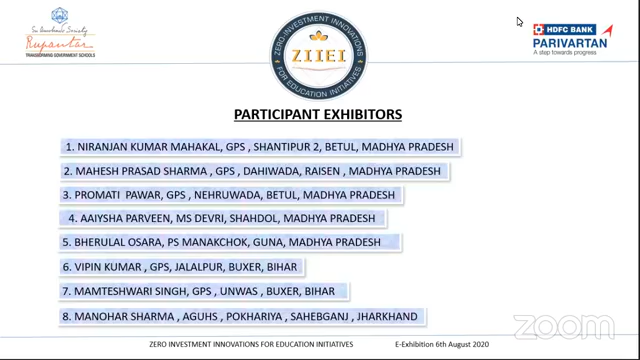 Sri Aurobindo Society
Rupantar
TRANSFORMING GOVERNMENT SCHOOLS
ZERO INVESTMENT INNOVATIONS
ZIIEI
FOR EDUCATION INITIATIVES
HDFC BANK
PARIVARTAN
A step towards progress
PARTICIPANT EXHIBITORS
1. NIRANJAN KUMAR MAHAKAL, GPS , SHANTIPUR 2, BETUL, MADHYA PRADESH
2. MAHESH PRASAD SHARMA , GPS , DAHIWADA, RAISEN , MADHYA PRADESH
3. PROMATI PAWAR, GPS , NEHRUWADA, BETUL, MADHYA PRADESH
4. AAIYSHA PARVEEN, MS DEVRI, SHAHDOL, MADHYA PRADESH
5. BHERULAL OSARA, PS MANAKCHOK, GUNA, MADHYA PRADESH
6. VIPIN KUMAR , GPS, JALALPUR, BUXER, BIHAR
7. MAMTESHWARI SINGH, GPS , UNWAS , BUXER, BIHAR
8. MANOHAR SHARMA , AGUHS , POKHARIYA , SAHEBGANJ , JHARKHAND
zoom
ZERO INVESTMENT INNOVATIONS FOR EDUCATION INITIATIVES E-Exhibition 6th August 2020